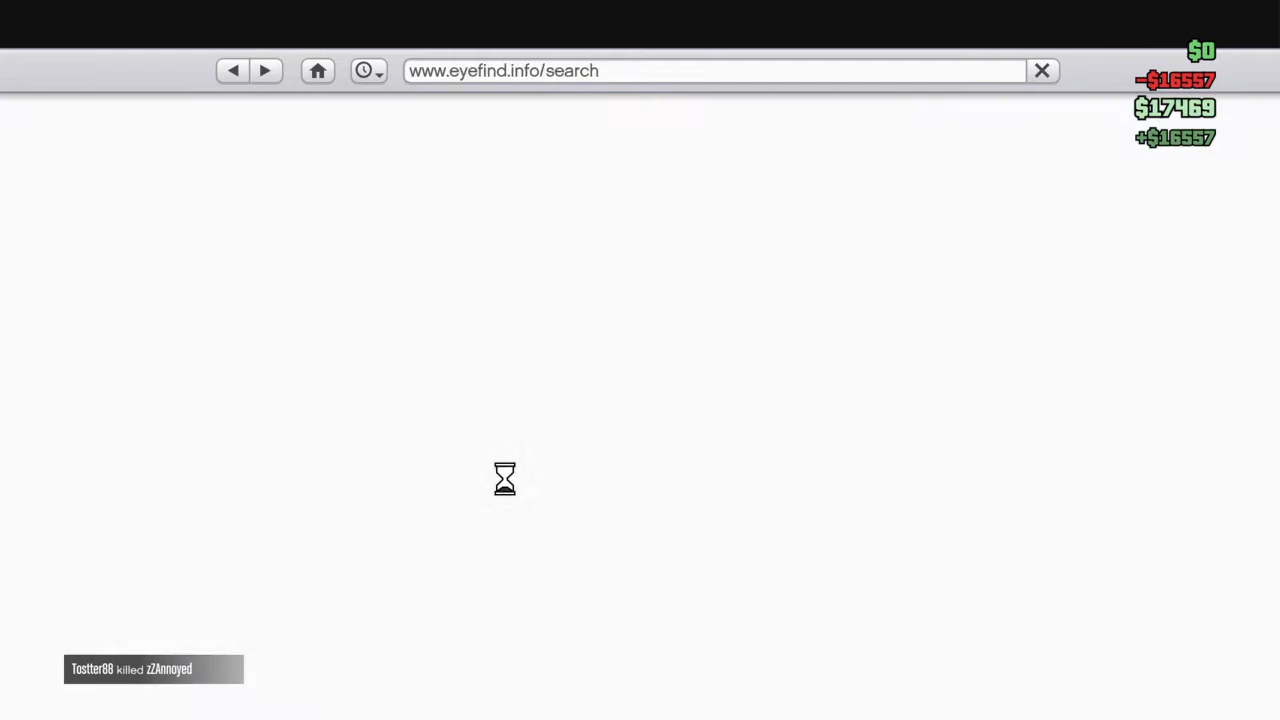 www.eyefind.info/search
$0
-$16557
$17469
+$16557
Tostter88 killed zZAnnoyed